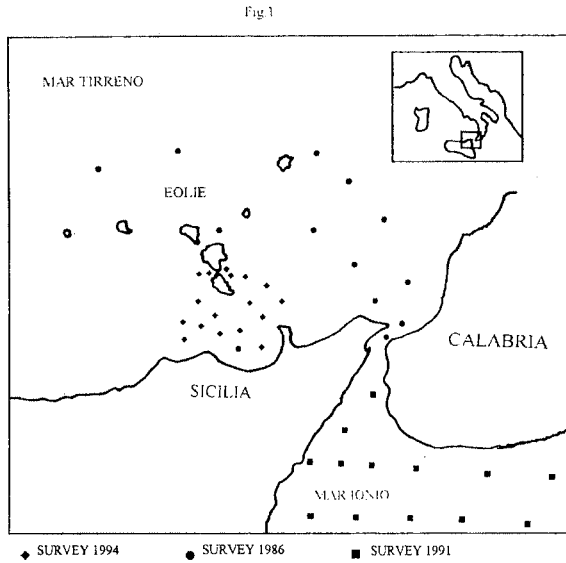 Fig.1
MAR TIRRENO
EOLIE
CALABRIA
SICILIA
MAR IONIO
SURVEY 1994
SURVEY 1986
SURVEY 1991